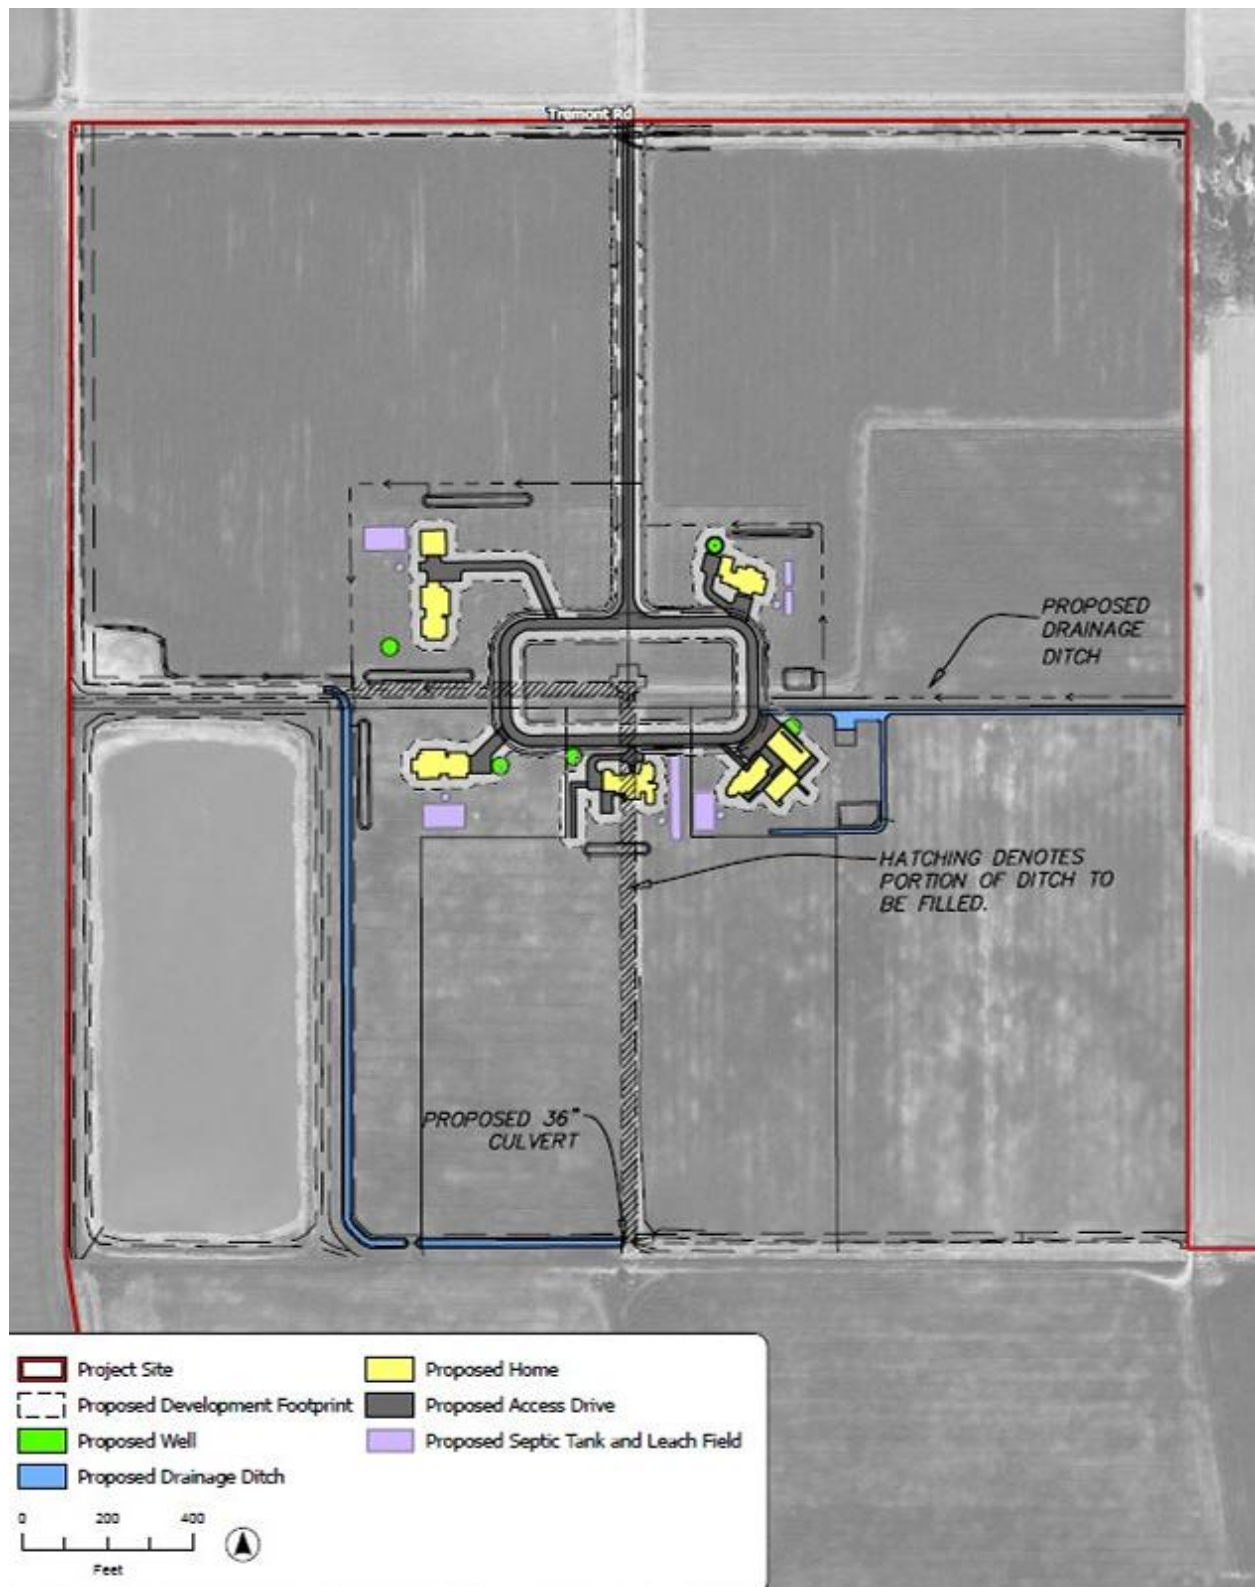 Tremont Rd
PROPOSED
DRAINAGE
DITCH
HATCHING DENOTES
PORTION OF DITCH TO
BE FILLED.
PROPOSED 36"
CULVERT
Project Site
Proposed Development Footprint
Proposed Well
Proposed Drainage Ditch
Proposed Home
Proposed Access Drive
Proposed Septic Tank and Leach Field
0 200 400
Feet